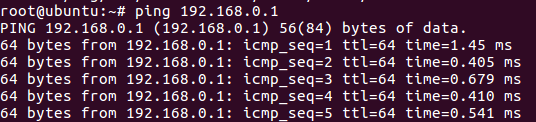 root@ubuntu:~# ping 192.168.0.1
PING 192.168.0.1 (192.168.0.1) 56(84) bytes of data.
64 bytes from 192.168.0.1: icmp_seq=1 ttl=64 time=1.45 ms
64 bytes from 192.168.0.1: icmp_seq=2 ttl=64 time=0.405 ms
64 bytes from 192.168.0.1: icmp_seq=3 ttl=64 time=0.679 ms
64 bytes from 192.168.0.1: icmp_seq=4 ttl=64 time=0.410 ms
64 bytes from 192.168.0.1: icmp_seq=5 ttl=64 time=0.541 ms